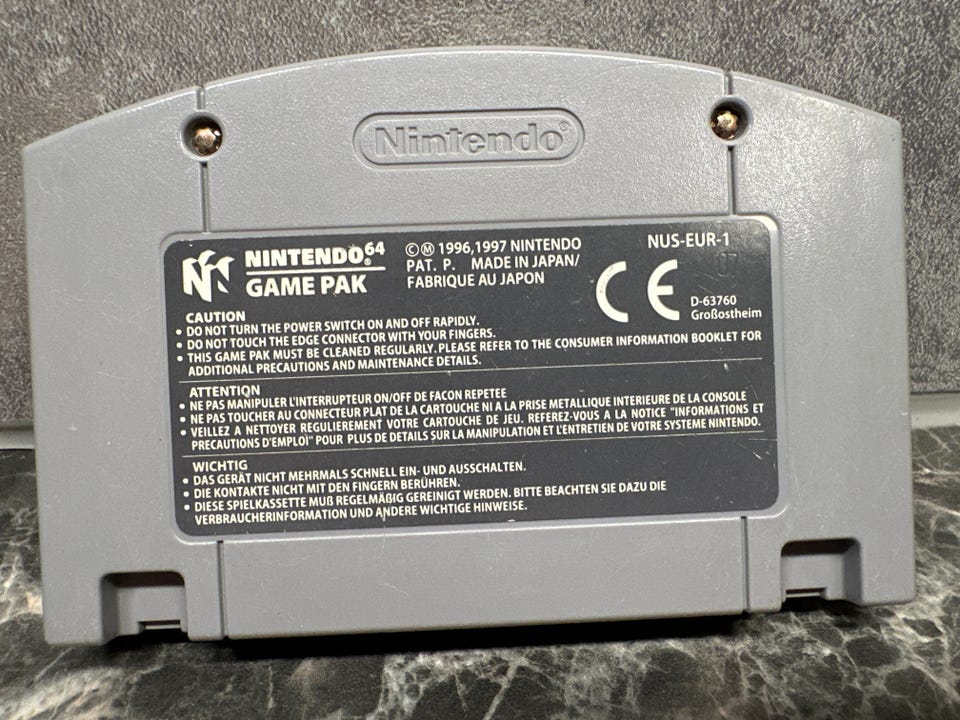 Nintendo®
NINTENDO 64
GAME PAK
©Ⓜ 1996,1997 NINTENDO
PAT. P. MADE IN JAPAN/
FABRIQUE AU JAPON
NUS-EUR-1
07
CE
D-63760
Großostheim
CAUTION
• DO NOT TURN THE POWER SWITCH ON AND OFF RAPIDLY.
• DO NOT TOUCH THE EDGE CONNECTOR WITH YOUR FINGERS.
• THIS GAME PAK MUST BE CLEANED REGULARLY. PLEASE REFER TO THE CONSUMER INFORMATION BOOKLET FOR
ADDITIONAL PRECAUTIONS AND MAINTENANCE DETAILS.
ATTENTION
• NE PAS MANIPULER L'INTERRUPTEUR ON/OFF DE FACON REPETEE
• NE PAS TOUCHER AU CONNECTEUR PLAT DE LA CARTOUCHE NI A LA PRISE METALLIQUE INTERIEURE DE LA CONSOLE
• VEILLEZ A NETTOYER REGULIEREMENT VOTRE CARTOUCHE DE JEU. REFEREZ-VOUS A LA NOTICE "INFORMATIONS ET
PRECAUTIONS D'EMPLOI" POUR PLUS DE DETAILS SUR LA MANIPULATION ET L'ENTRETIEN DE VOTRE SYSTEME NINTENDO.
WICHTIG
• DAS GERÄT NICHT MEHRMALS SCHNELL EIN- UND AUSSCHALTEN.
• DIE KONTAKTE NICHT MIT DEN FINGERN BERÜHREN.
• DIESE SPIELKASSETTE MUß REGELMÄßIG GEREINIGT WERDEN. BITTE BEACHTEN SIE DAZU DIE
VERBRAUCHERINFORMATION UND ANDERE WICHTIGE HINWEISE.